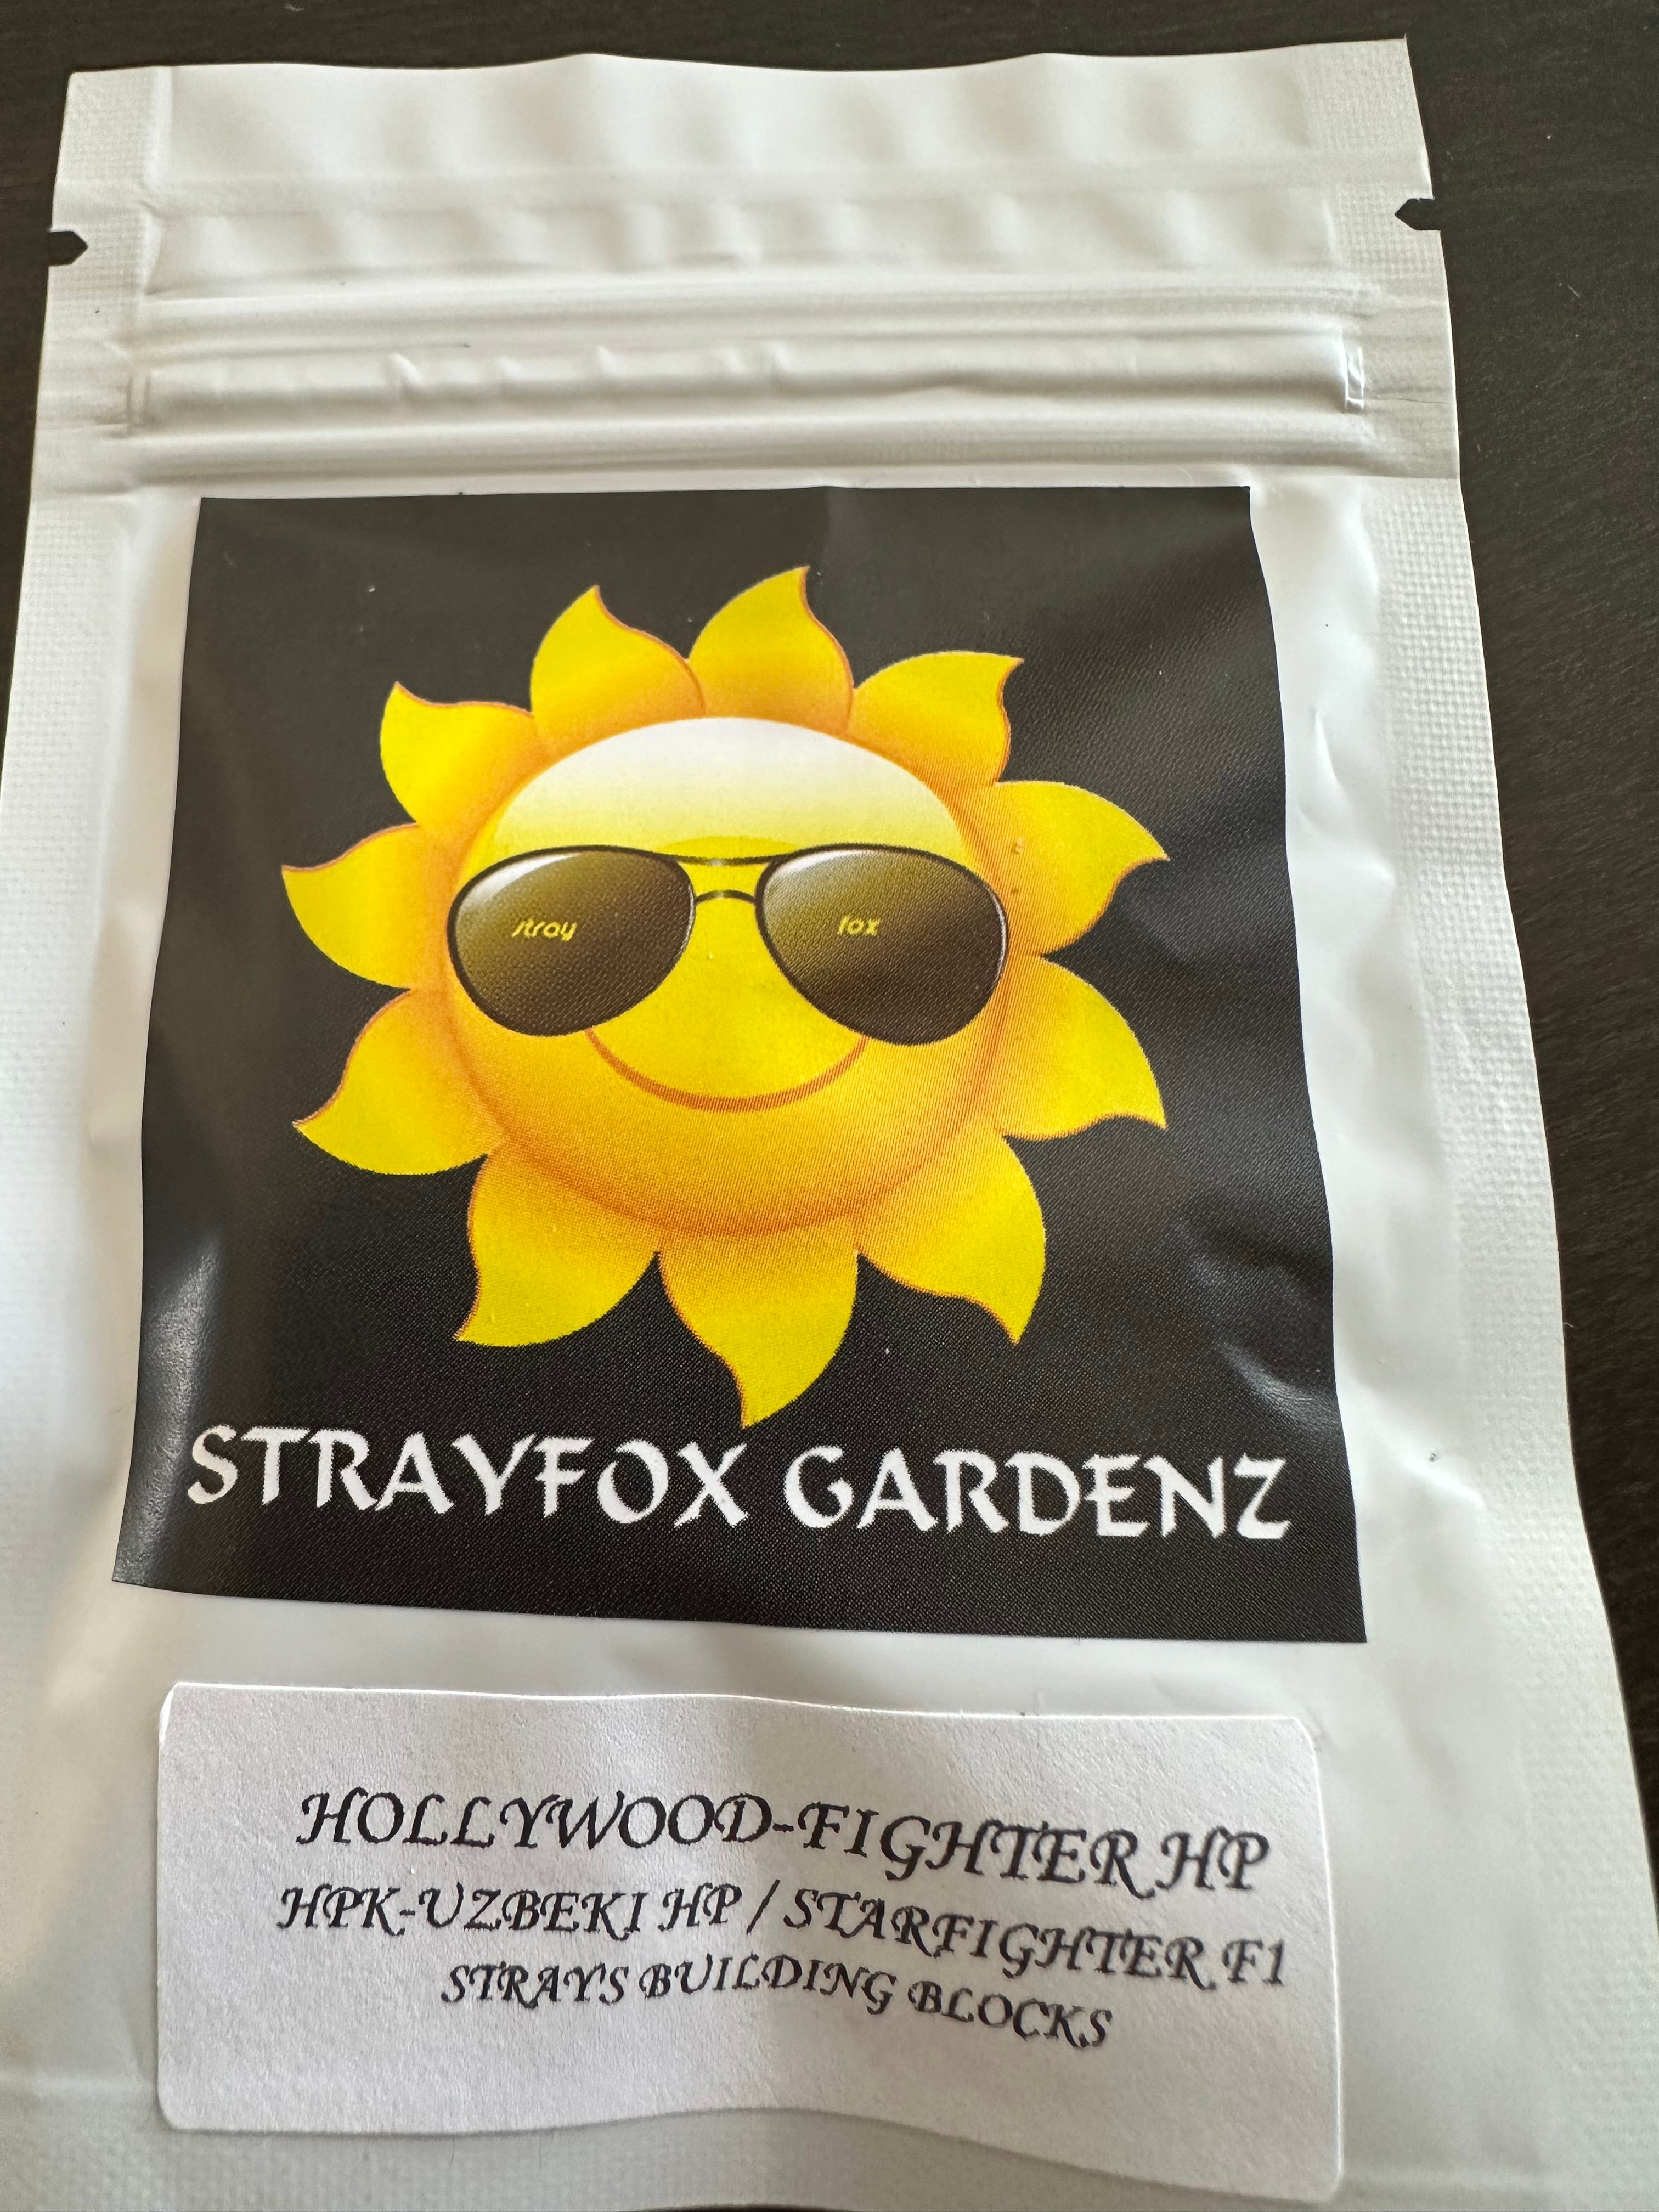 stray fox
STRAYFOX GARDENZ
HOLLYWOOD-FIGHTER HP
HPK-UZBEKI HP / STARFIGHTER F1
STRAYS BUILDING BLOCKS